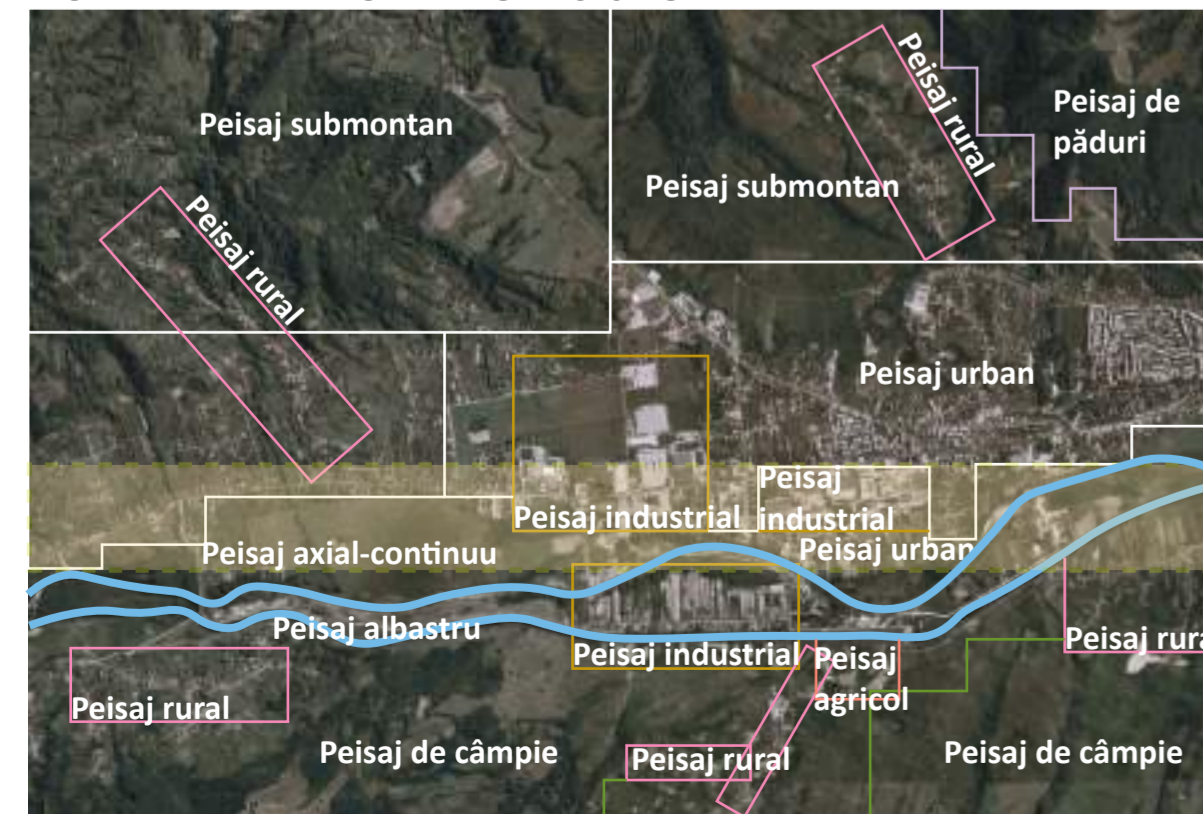 Peisaj rural
Peisaj de
păduri
Peisaj submontan
Peisaj submontan
Peisaj rural
Peisaj urban
Peisaj
industrial
Peisaj industrial
Peisaj axial-continuu
Peisaj urban
Peisaj albastru
Peisaj industrial
Peisaj
agricol
Peisaj
Peisaj rural
Peisaj de câmpie
Peisaj rural
Peisaj de câmpie